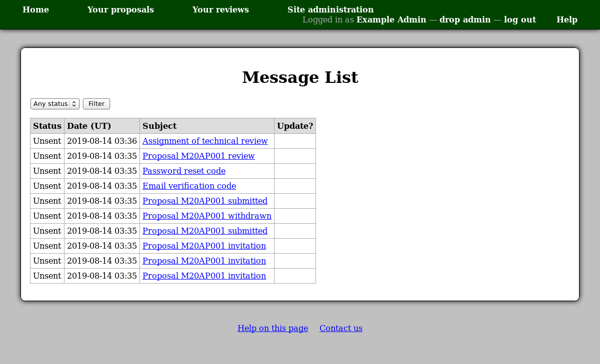 Home Your proposals Your reviews Site administration
Logged in as Example Admin — drop admin — log out Help
Message List
Any status Filter
Status Date (UT) Subject Update?
Unsent 2019-08-14 03:36 Assignment of technical review
Unsent 2019-08-14 03:35 Proposal M20AP001 review
Unsent 2019-08-14 03:35 Password reset code
Unsent 2019-08-14 03:35 Email verification code
Unsent 2019-08-14 03:35 Proposal M20AP001 submitted
Unsent 2019-08-14 03:35 Proposal M20AP001 withdrawn
Unsent 2019-08-14 03:35 Proposal M20AP001 submitted
Unsent 2019-08-14 03:35 Proposal M20AP001 invitation
Unsent 2019-08-14 03:35 Proposal M20AP001 invitation
Unsent 2019-08-14 03:35 Proposal M20AP001 invitation
Help on this page Contact us